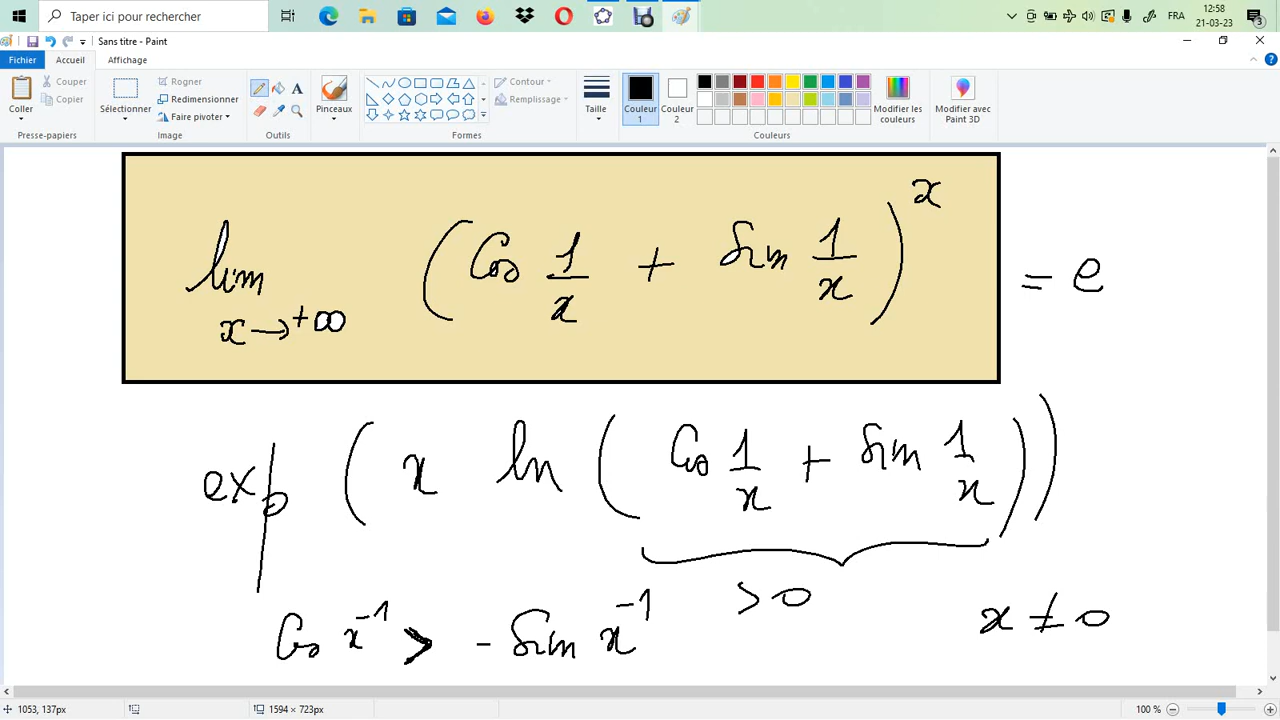 Taper ici pour rechercher
FRA
12:58
21-03-23
3
Sans titre - Paint
Fichier Accueil Affichage
Coller
Couper
Copier
Presse-papiers
Sélectionner
Rogner
Redimensionner
Faire pivoter
Image
A
Outils
Pinceaux
Contour
Remplissage
Formes
Taille
Couleur 1
Couleur 2
Couleurs
Modifier les couleurs
Modifier avec Paint 3D
lim x→+∞ (Cos 1/x + Sin 1/x)^x = e
exp (x ln (Cos 1/x + Sin 1/x))
> 0
x ≠ 0
Cos x^-1 > - Sin x^-1
1053, 137px
1594 × 723px
100 %